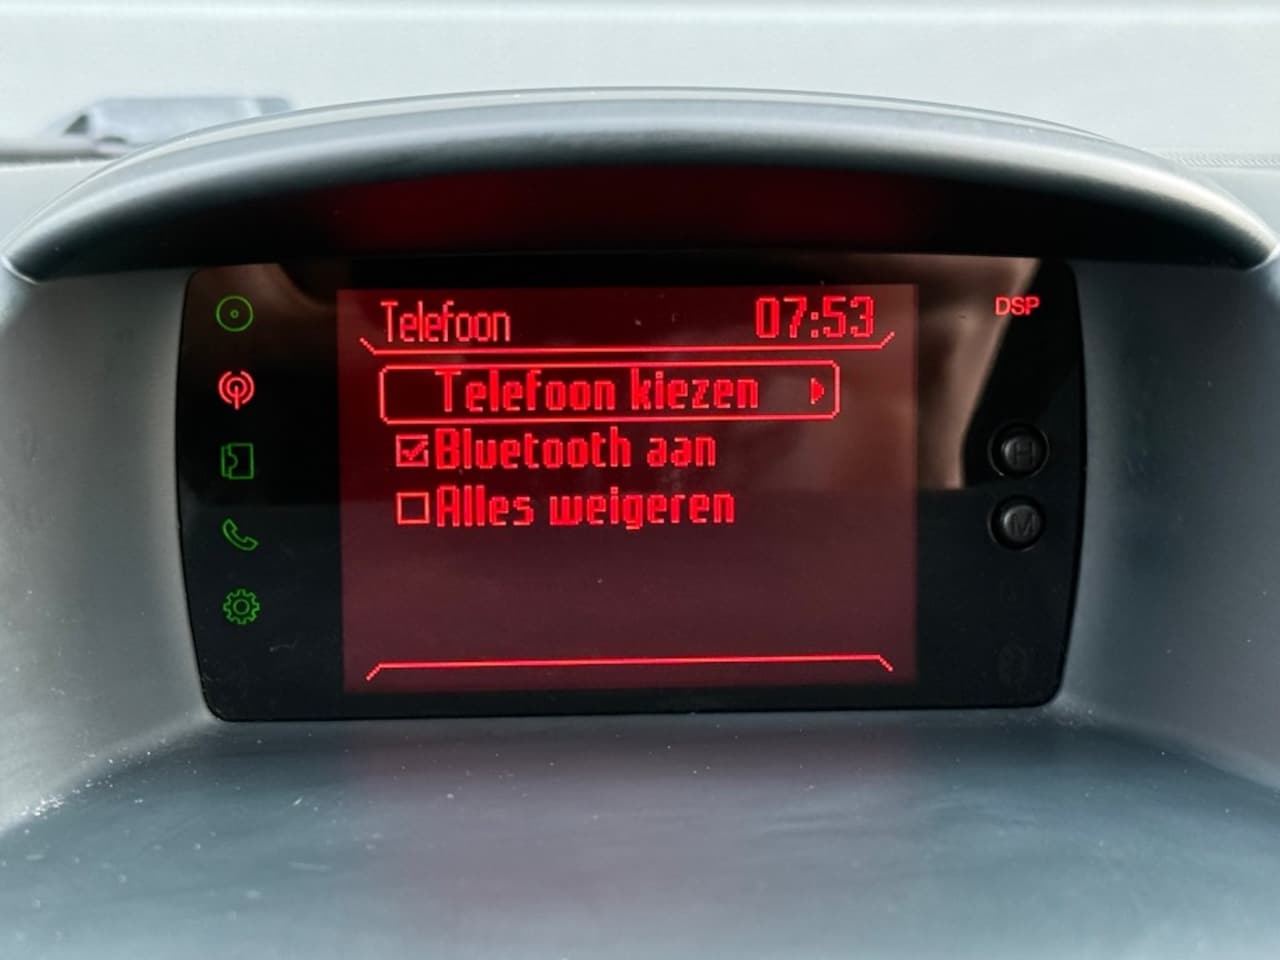 Telefoon 07:53
DSP
Telefoon kiezen
Bluetooth aan
Alles weigeren
H
M